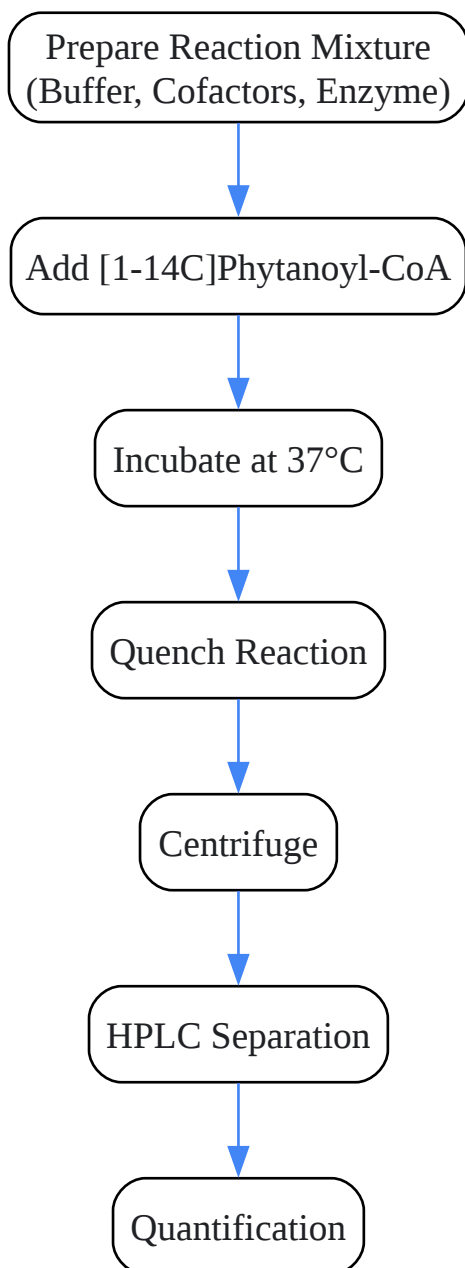 Prepare Reaction Mixture
(Buffer, Cofactors, Enzyme)
Add [1-14C]Phytanoyl-CoA
Incubate at 37°C
Quench Reaction
Centrifuge
HPLC Separation
Quantification